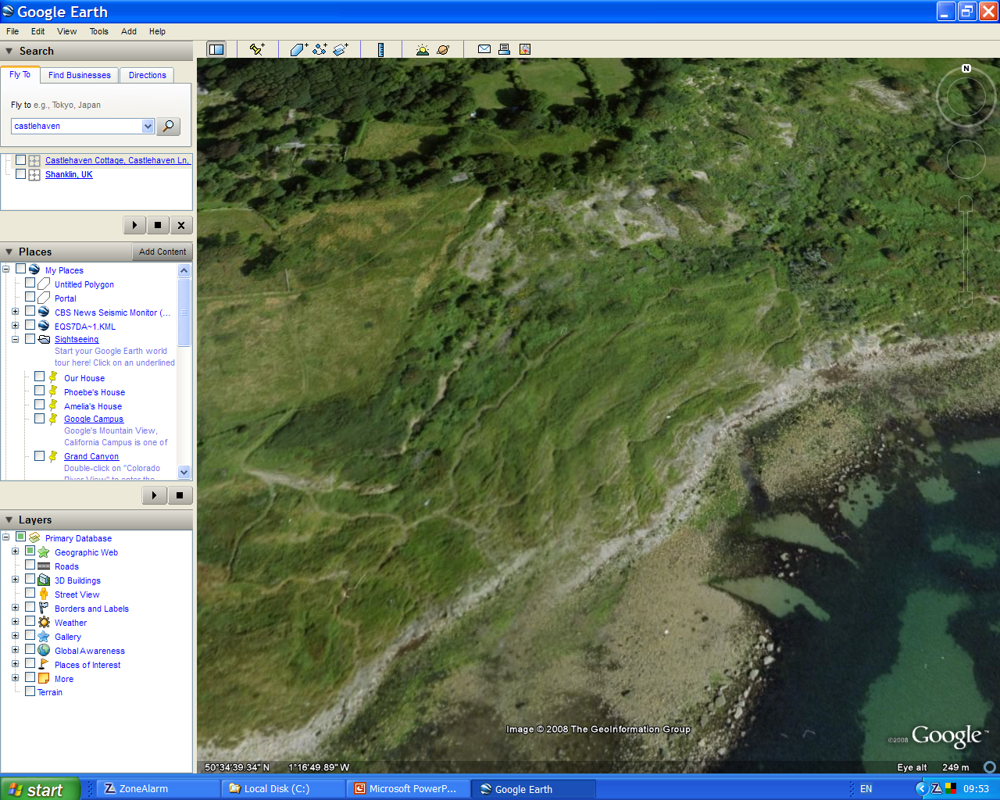 Google Earth
File Edit View Tools Add Help
Search
Fly To Find Businesses Directions
Fly to e.g., Tokyo, Japan
castlehaven
Castlehaven Cottage, Castlehaven Ln,
Shanklin, UK
Places
Add Content
My Places
Untitled Polygon
Portal
CBS News Seismic Monitor (...
EQS7DA~1.KML
Sightseeing
Start your Google Earth world
tour here! Click on an underlined
Our House
Phoebe's House
Amelia's House
Google Campus
Google's Mountain View,
California Campus is one of
Grand Canyon
Double-click on "Colorado
River View" to enter the
Layers
Primary Database
Geographic Web
Roads
3D Buildings
Street View
Borders and Labels
Weather
Gallery
Global Awareness
Places of Interest
More
Terrain
N
Image © 2008 The GeoInformation Group
©2008 Google™
50°34'39.34" N 1°16'49.89" W
Eye alt 249 m
start
ZoneAlarm
Local Disk (C:)
Microsoft PowerP...
Google Earth
EN
09:53